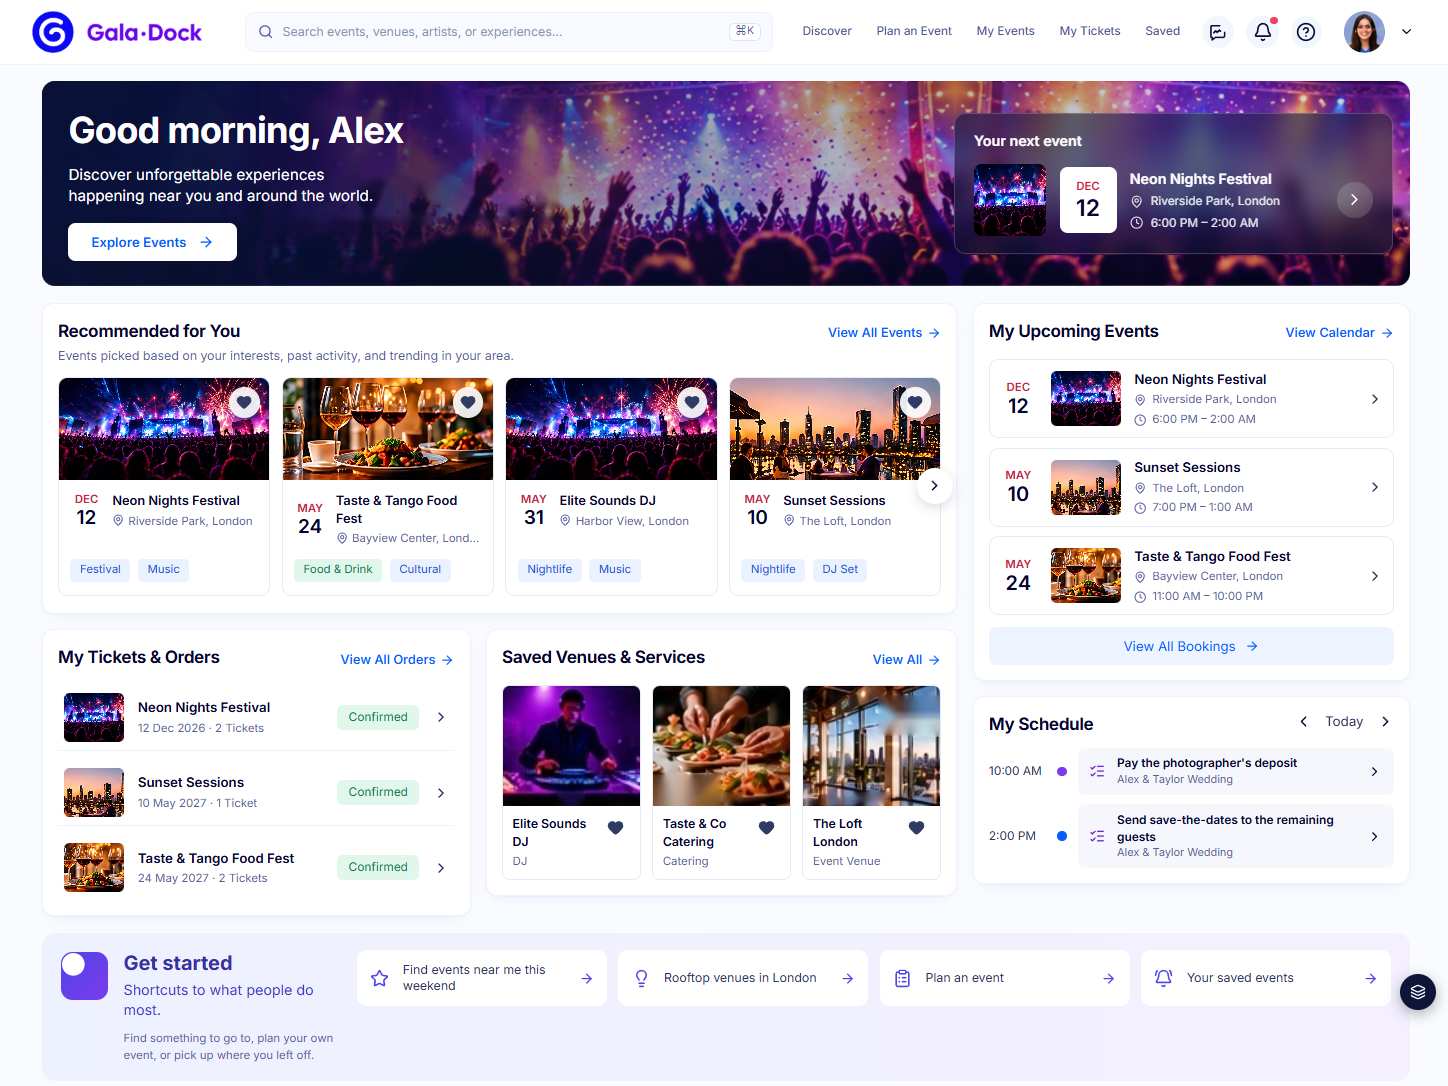 Gala·Dock
Search events, venues, artists, or experiences...
⌘K
Discover
Plan an Event
My Events
My Tickets
Saved
Good morning, Alex
Discover unforgettable experiences
happening near you and around the world.
Explore Events
Your next event
DEC
12
Neon Nights Festival
Riverside Park, London
6:00 PM – 2:00 AM
Recommended for You
View All Events
Events picked based on your interests, past activity, and trending in your area.
DEC
12
Neon Nights Festival
Riverside Park, London
Festival
Music
MAY
24
Taste & Tango Food
Fest
Bayview Center, Lond...
Food & Drink
Cultural
MAY
31
Elite Sounds DJ
Harbor View, London
Nightlife
Music
MAY
10
Sunset Sessions
The Loft, London
Nightlife
DJ Set
My Upcoming Events
View Calendar
DEC
12
Neon Nights Festival
Riverside Park, London
6:00 PM – 2:00 AM
MAY
10
Sunset Sessions
The Loft, London
7:00 PM – 1:00 AM
MAY
24
Taste & Tango Food Fest
Bayview Center, London
11:00 AM – 10:00 PM
View All Bookings
My Tickets & Orders
View All Orders
Neon Nights Festival
12 Dec 2026 · 2 Tickets
Confirmed
Sunset Sessions
10 May 2027 · 1 Ticket
Confirmed
Taste & Tango Food Fest
24 May 2027 · 2 Tickets
Confirmed
Saved Venues & Services
View All
Elite Sounds
DJ
DJ
Taste & Co
Catering
Catering
The Loft
London
Event Venue
My Schedule
Today
10:00 AM
Pay the photographer's deposit
Alex & Taylor Wedding
2:00 PM
Send save-the-dates to the remaining
guests
Alex & Taylor Wedding
Get started
Shortcuts to what people do
most.
Find something to go to, plan your own
event, or pick up where you left off.
Find events near me this
weekend
Rooftop venues in London
Plan an event
Your saved events